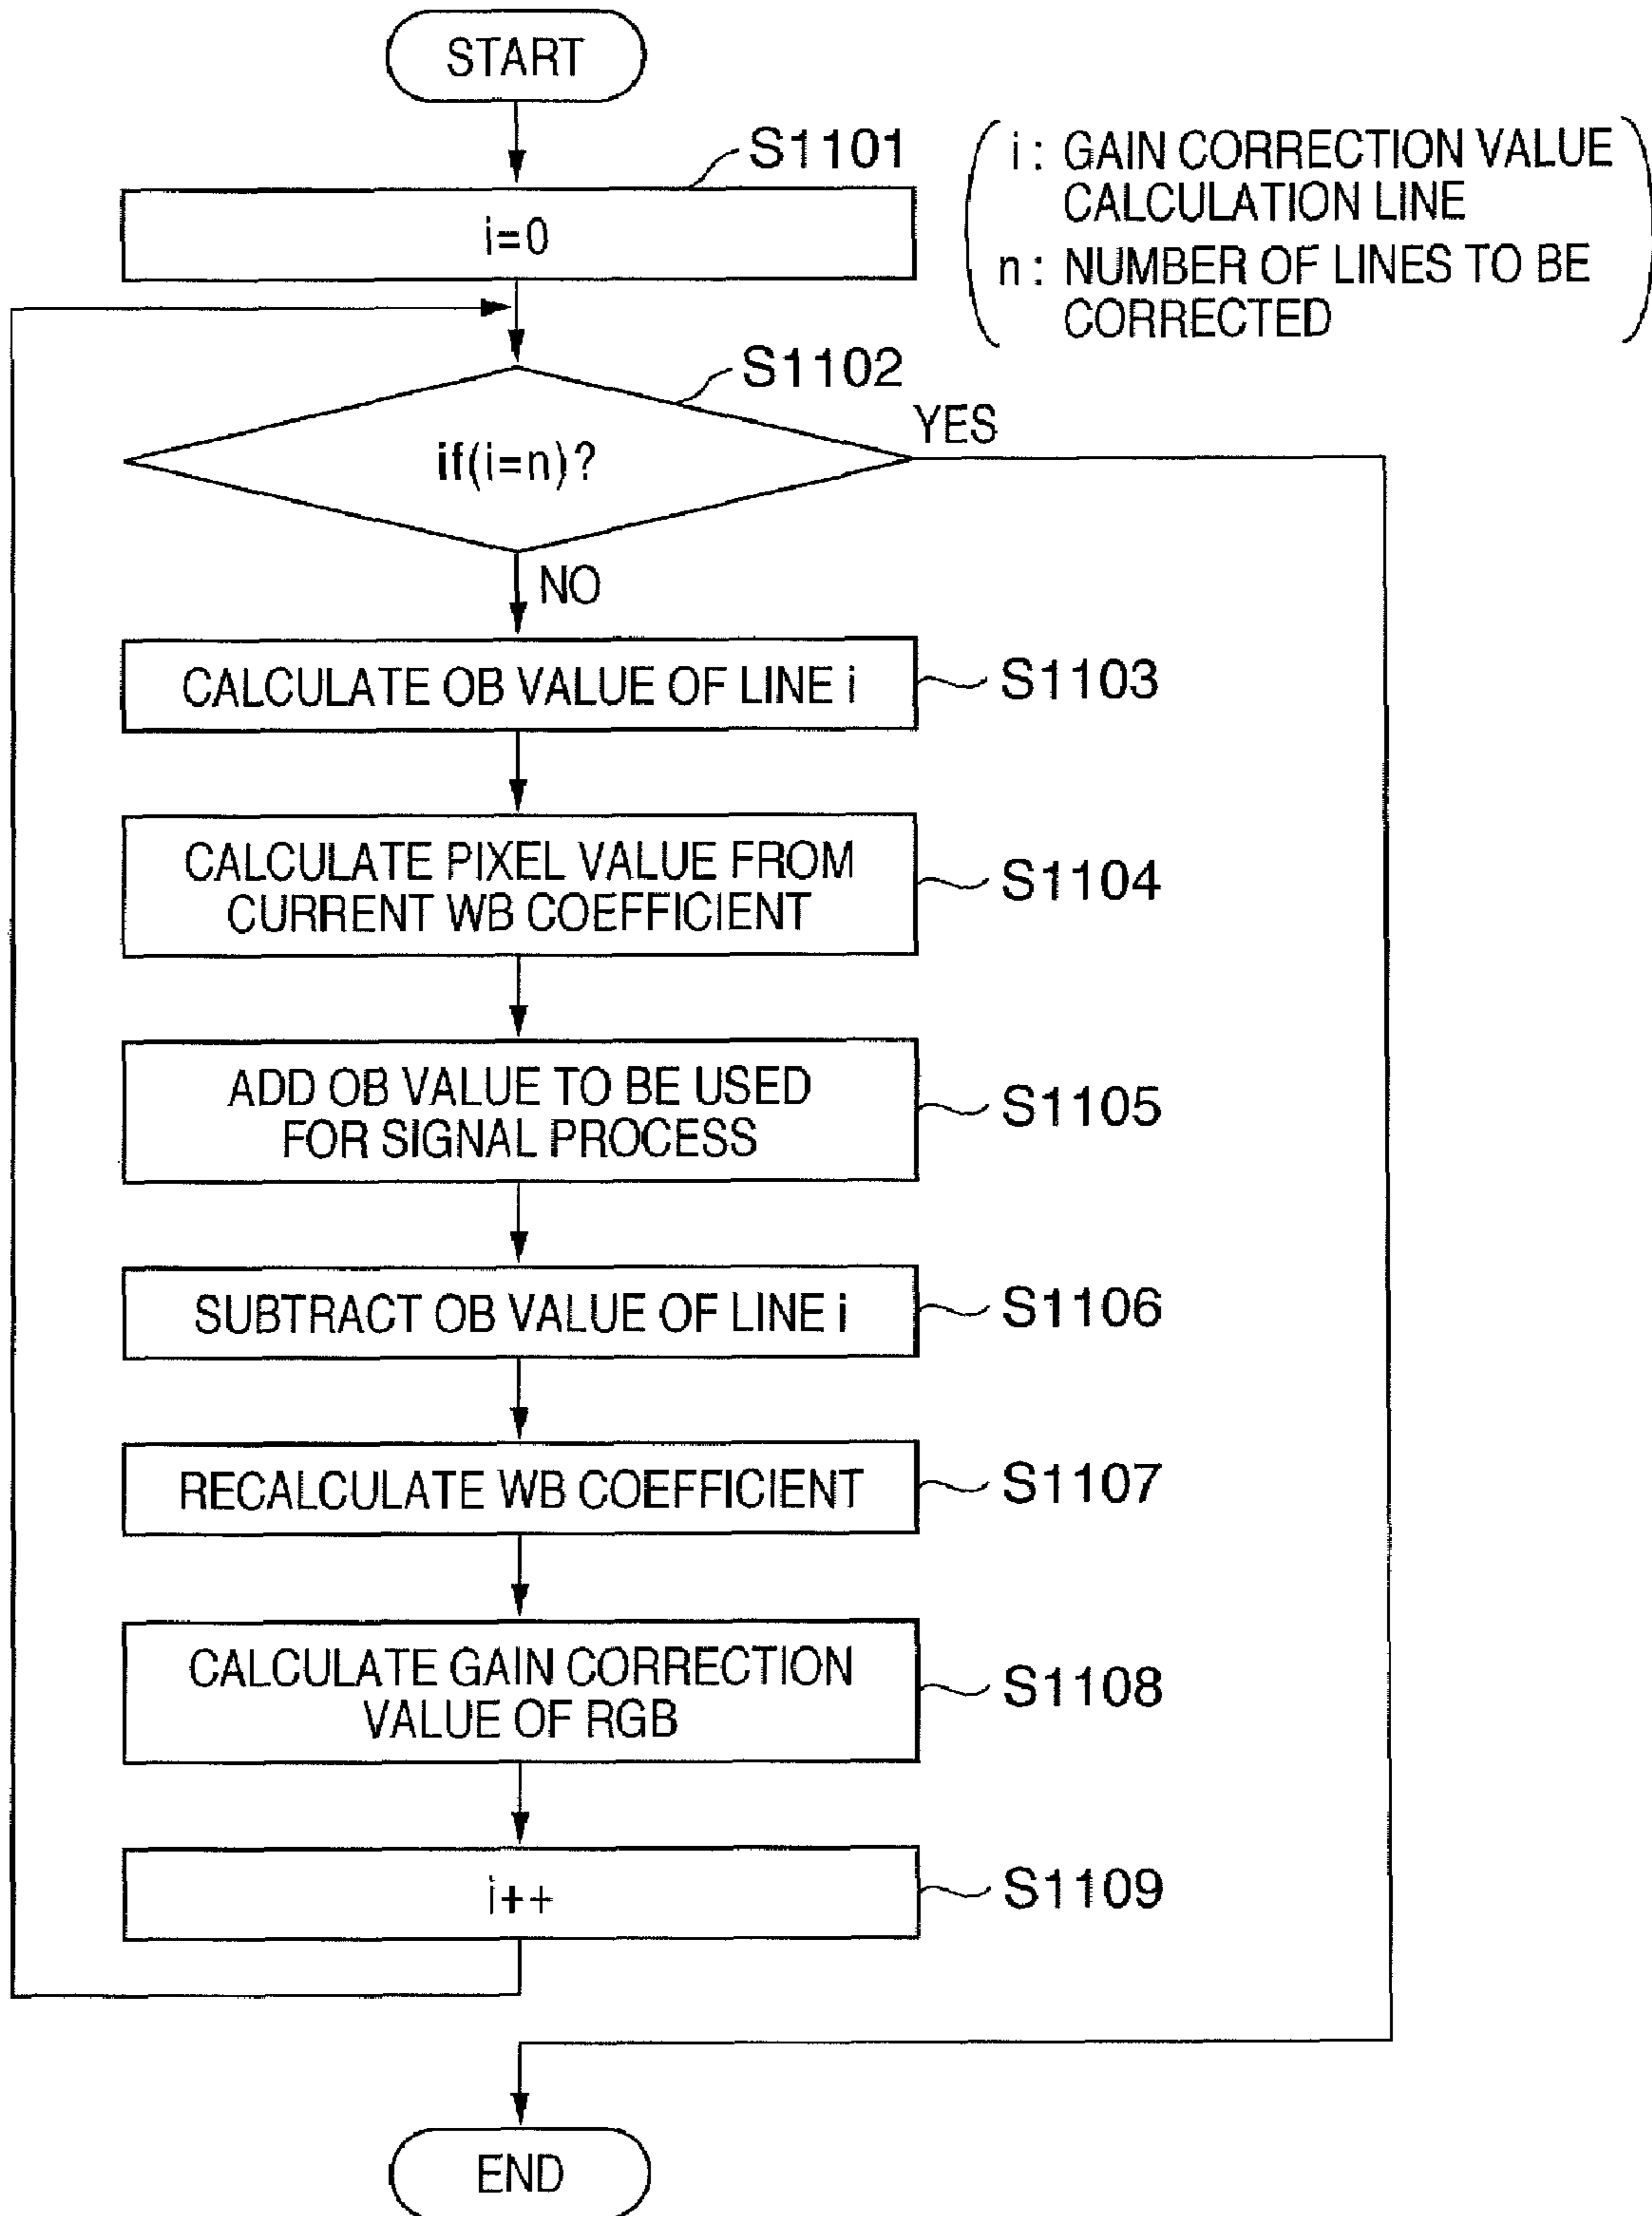 START
S1101
i=0
i : GAIN CORRECTION VALUE
CALCULATION LINE
n : NUMBER OF LINES TO BE
CORRECTED
S1102
if(i=n)?
YES
NO
CALCULATE OB VALUE OF LINE i
S1103
CALCULATE PIXEL VALUE FROM
CURRENT WB COEFFICIENT
S1104
ADD OB VALUE TO BE USED
FOR SIGNAL PROCESS
S1105
SUBTRACT OB VALUE OF LINE i
S1106
RECALCULATE WB COEFFICIENT
S1107
CALCULATE GAIN CORRECTION
VALUE OF RGB
S1108
i++
S1109
END